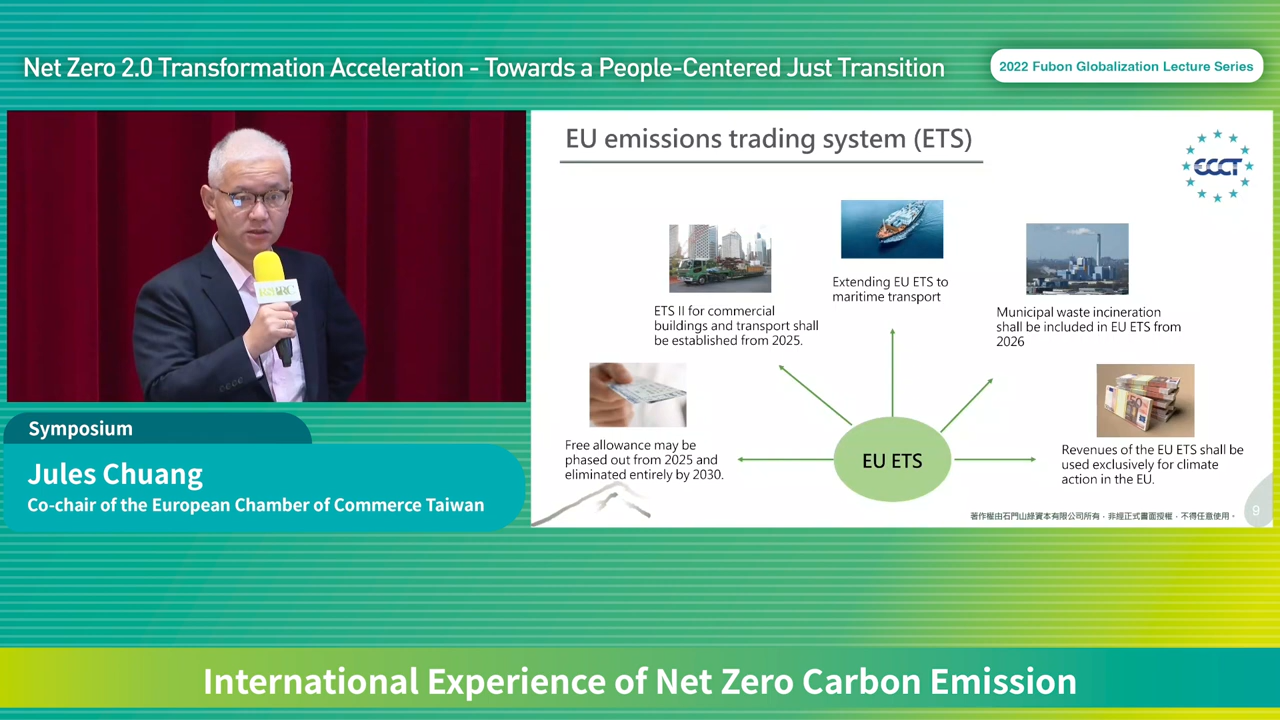 Net Zero 2.0 Transformation Acceleration - Towards a People-Centered Just Transition
2022 Fubon Globalization Lecture Series
EU emissions trading system (ETS)
ECCT
Extending EU ETS to
maritime transport
ETS II for commercial
buildings and transport shall
be established from 2025.
Municipal waste incineration
shall be included in EU ETS from
2026
Free allowance may be
phased out from 2025 and
eliminated entirely by 2030.
EU ETS
Revenues of the EU ETS shall be
used exclusively for climate
action in the EU.
著作權由石門山綠資本有限公司所有，非經正式書面授權，不得任意使用。
9
Symposium
Jules Chuang
Co-chair of the European Chamber of Commerce Taiwan
International Experience of Net Zero Carbon Emission